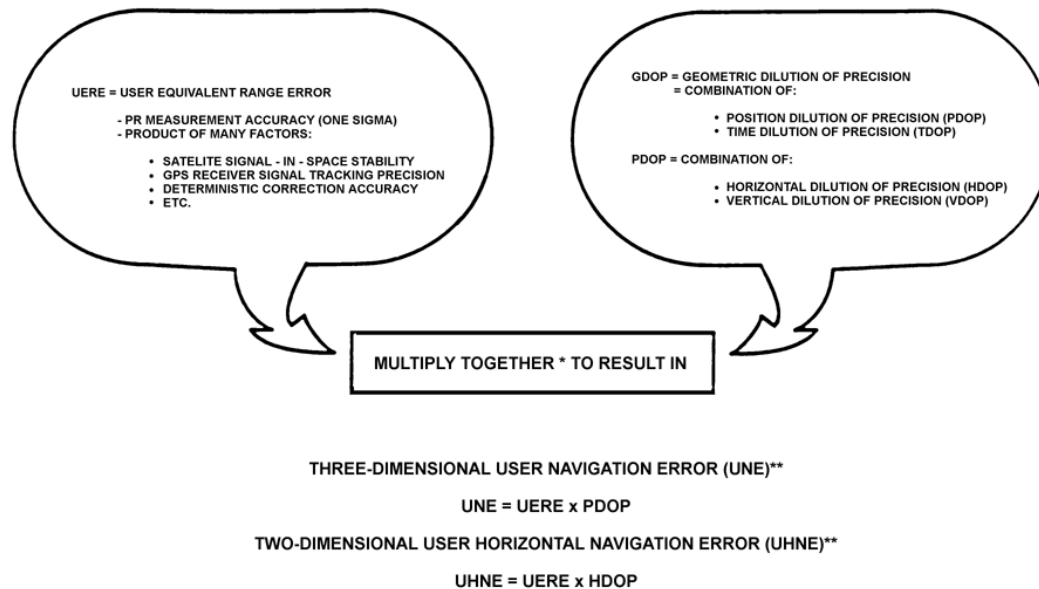 UERE = USER EQUIVALENT RANGE ERROR
- PR MEASUREMENT ACCURACY (ONE SIGMA)
- PRODUCT OF MANY FACTORS:
• SATELITE SIGNAL - IN - SPACE STABILITY
• GPS RECEIVER SIGNAL TRACKING PRECISION
• DETERMINISTIC CORRECTION ACCURACY
• ETC.
GDOP = GEOMETRIC DILUTION OF PRECISION
= COMBINATION OF:
• POSITION DILUTION OF PRECISION (PDOP)
• TIME DILUTION OF PRECISION (TDOP)
PDOP = COMBINATION OF:
• HORIZONTAL DILUTION OF PRECISION (HDOP)
• VERTICAL DILUTION OF PRECISION (VDOP)
MULTIPLY TOGETHER * TO RESULT IN
THREE-DIMENSIONAL USER NAVIGATION ERROR (UNE)**
UNE = UERE x PDOP
TWO-DIMENSIONAL USER HORIZONTAL NAVIGATION ERROR (UHNE)**
UHNE = UERE x HDOP